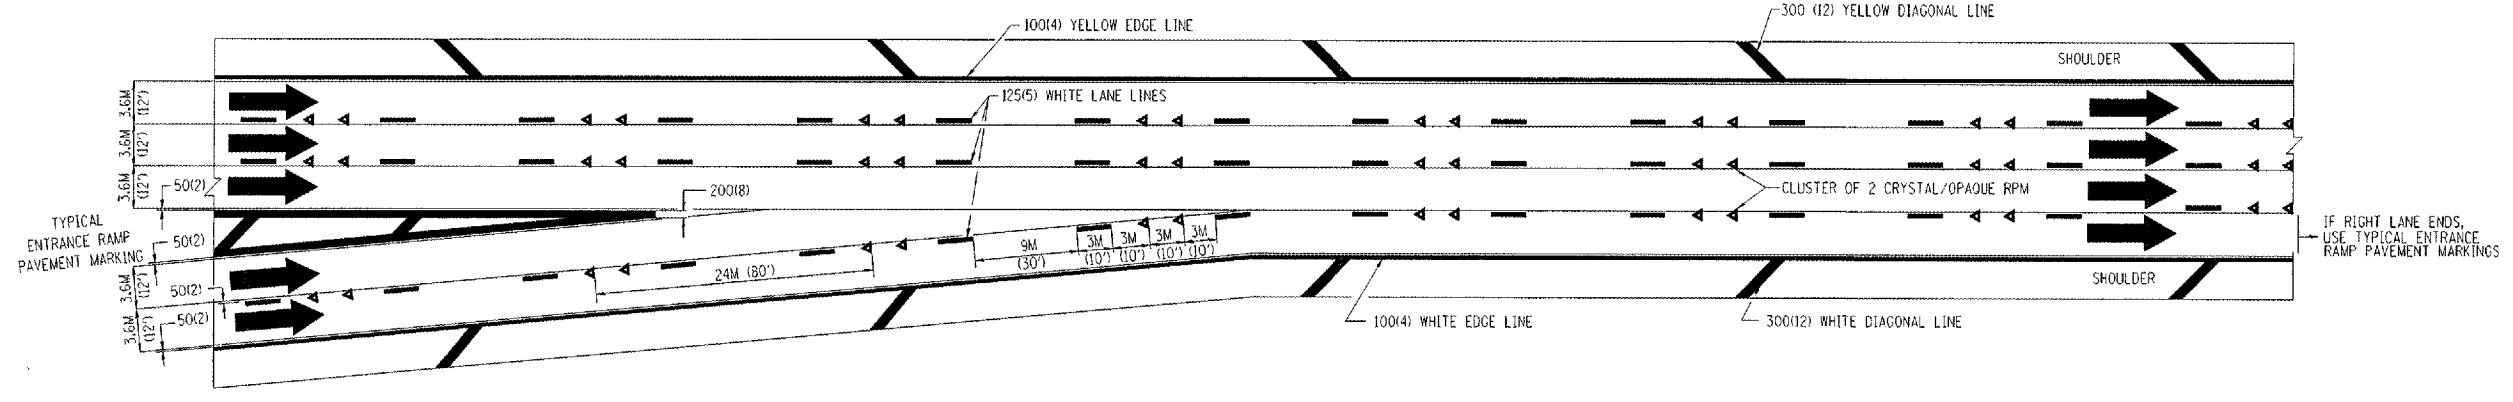 300 (12) YELLOW DIAGONAL LINE
100(4) YELLOW EDGE LINE
SHOULDER
3.6M
(12')
125(5) WHITE LANE LINES
3.6M
(12')
3.6M
(12')
50(2)
200(8)
CLUSTER OF 2 CRYSTAL/OPAQUE RPM
TYPICAL
ENTRANCE RAMP
PAVEMENT MARKING
50(2)
9M
(30')
3M
(10')
3M
(10')
3M
(10')
3M
(10')
IF RIGHT LANE ENDS,
USE TYPICAL ENTRANCE
RAMP PAVEMENT MARKINGS
24M (80')
3.6M
(12')
50(2)
SHOULDER
3.6M
(12')
50(2)
100(4) WHITE EDGE LINE
300(12) WHITE DIAGONAL LINE